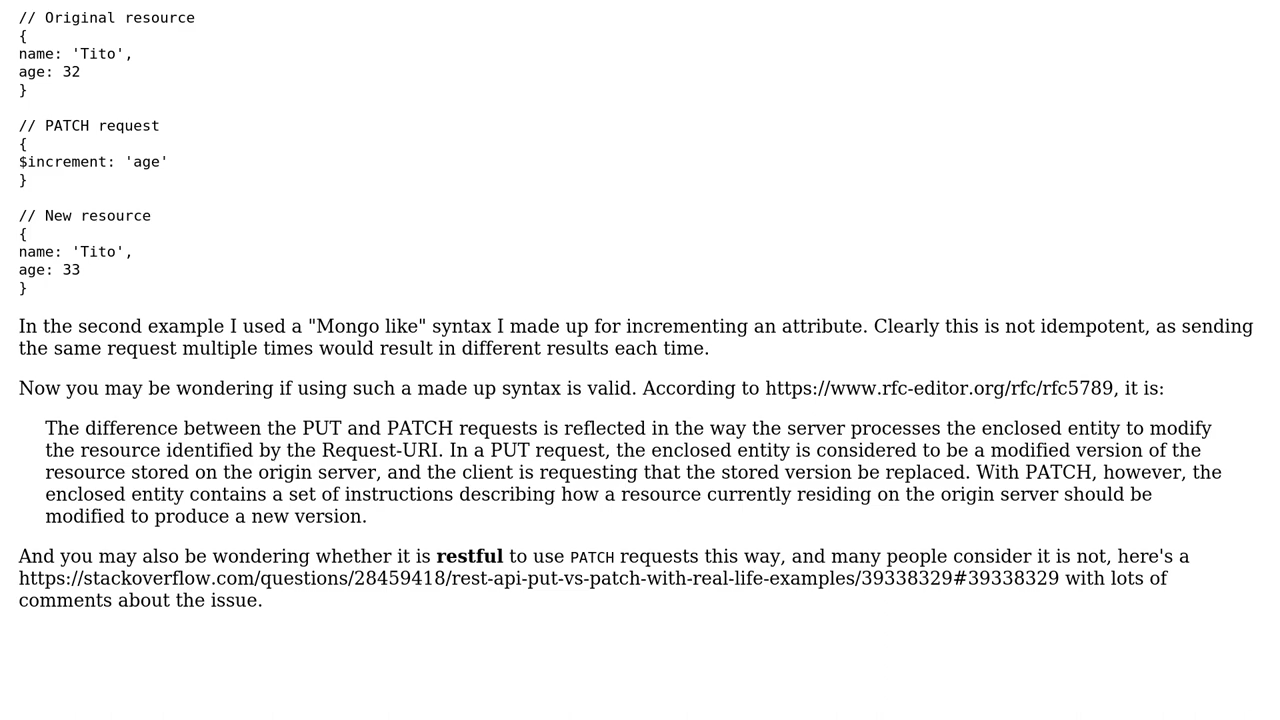 // Original resource
{
name: 'Tito',
age: 32
}
// PATCH request
{
$increment: 'age'
}
// New resource
{
name: 'Tito',
age: 33
}
In the second example I used a "Mongo like" syntax I made up for incrementing an attribute. Clearly this is not idempotent, as sending
the same request multiple times would result in different results each time.
Now you may be wondering if using such a made up syntax is valid. According to https://www.rfc-editor.org/rfc/rfc5789, it is:
The difference between the PUT and PATCH requests is reflected in the way the server processes the enclosed entity to modify
the resource identified by the Request-URI. In a PUT request, the enclosed entity is considered to be a modified version of the
resource stored on the origin server, and the client is requesting that the stored version be replaced. With PATCH, however, the
enclosed entity contains a set of instructions describing how a resource currently residing on the origin server should be
modified to produce a new version.
And you may also be wondering whether it is restful to use PATCH requests this way, and many people consider it is not, here's a
https://stackoverflow.com/questions/28459418/rest-api-put-vs-patch-with-real-life-examples/39338329#39338329 with lots of
comments about the issue.